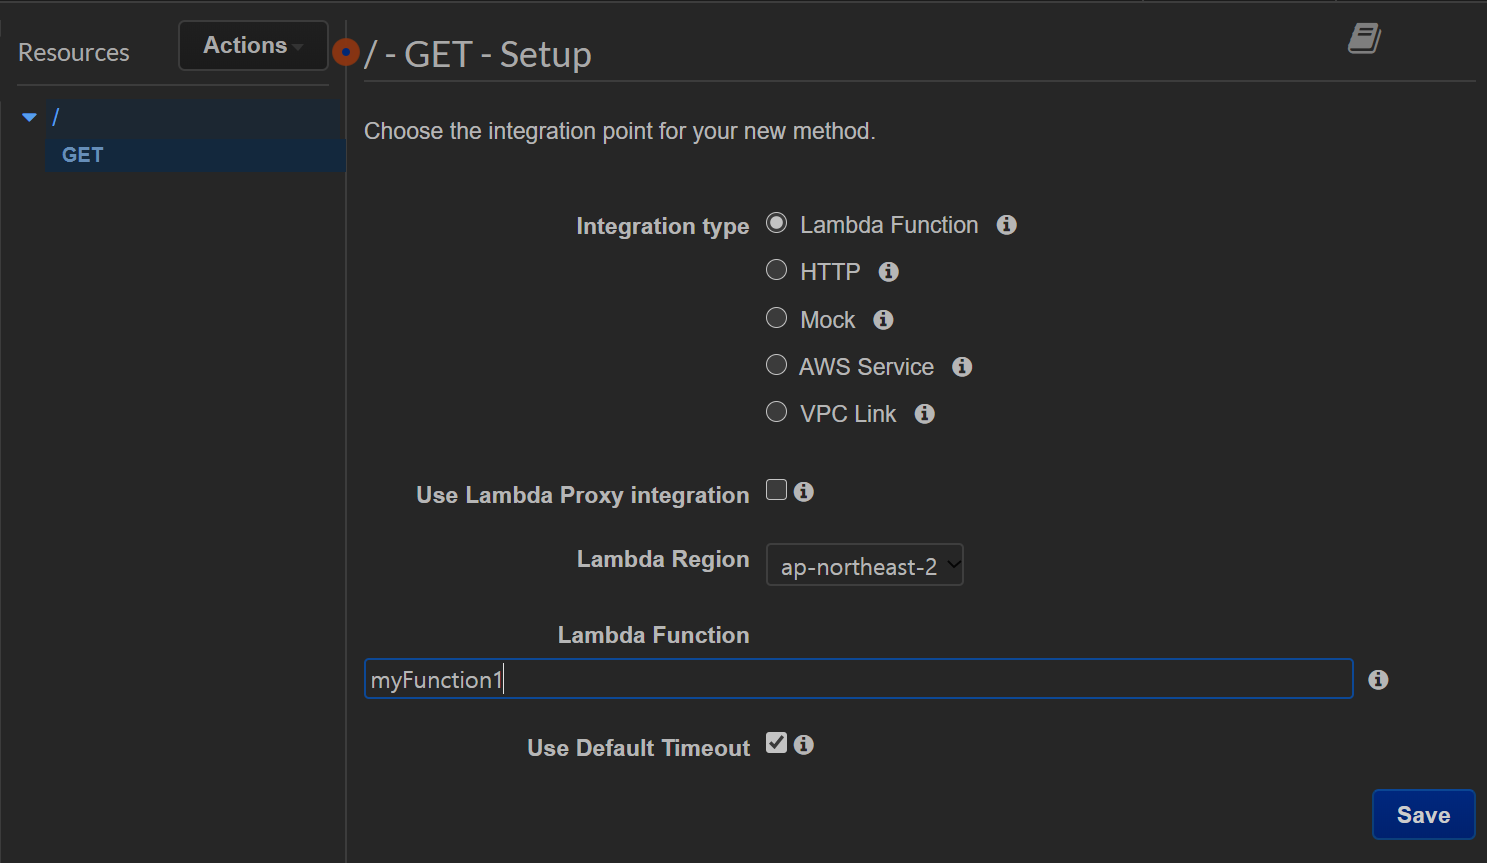 Resources
Actions
/ - GET - Setup
/
GET
Choose the integration point for your new method.
Integration type
Lambda Function
HTTP
Mock
AWS Service
VPC Link
Use Lambda Proxy integration
Lambda Region
ap-northeast-2
Lambda Function
myFunction1
Use Default Timeout
Save